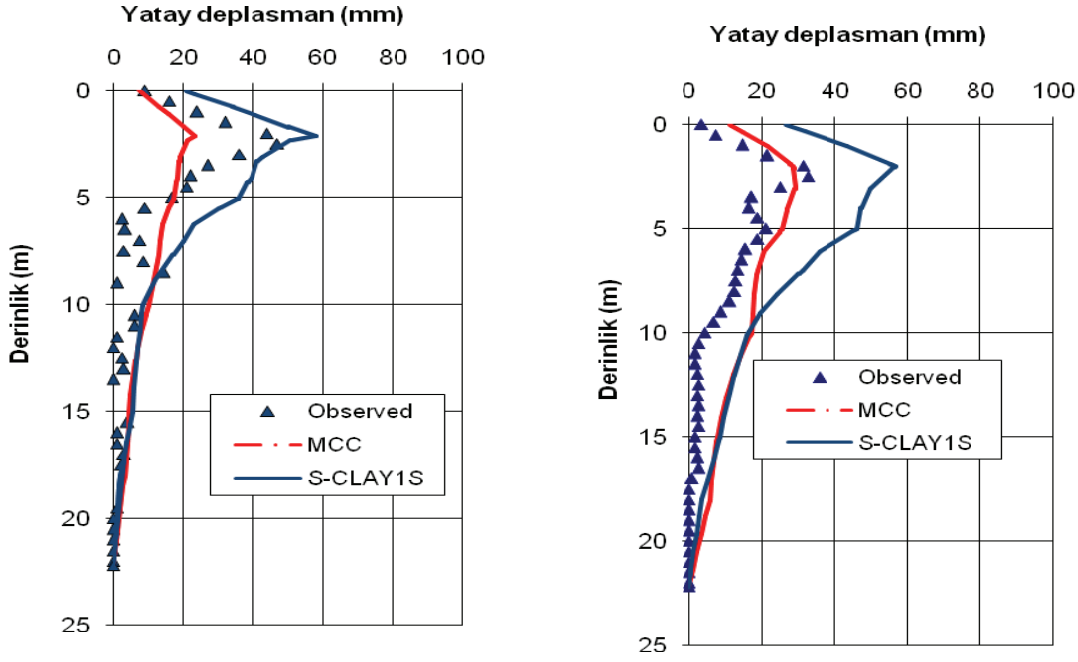 Yatay deplasman (mm)
0 20 40 60 80 100
0
5
10
15
20
25
Derinlik (m)
Observed
MCC
S-CLAY1S
Yatay deplasman (mm)
0 20 40 60 80 100
0
5
10
15
20
25
Derinlik (m)
Observed
MCC
S-CLAY1S